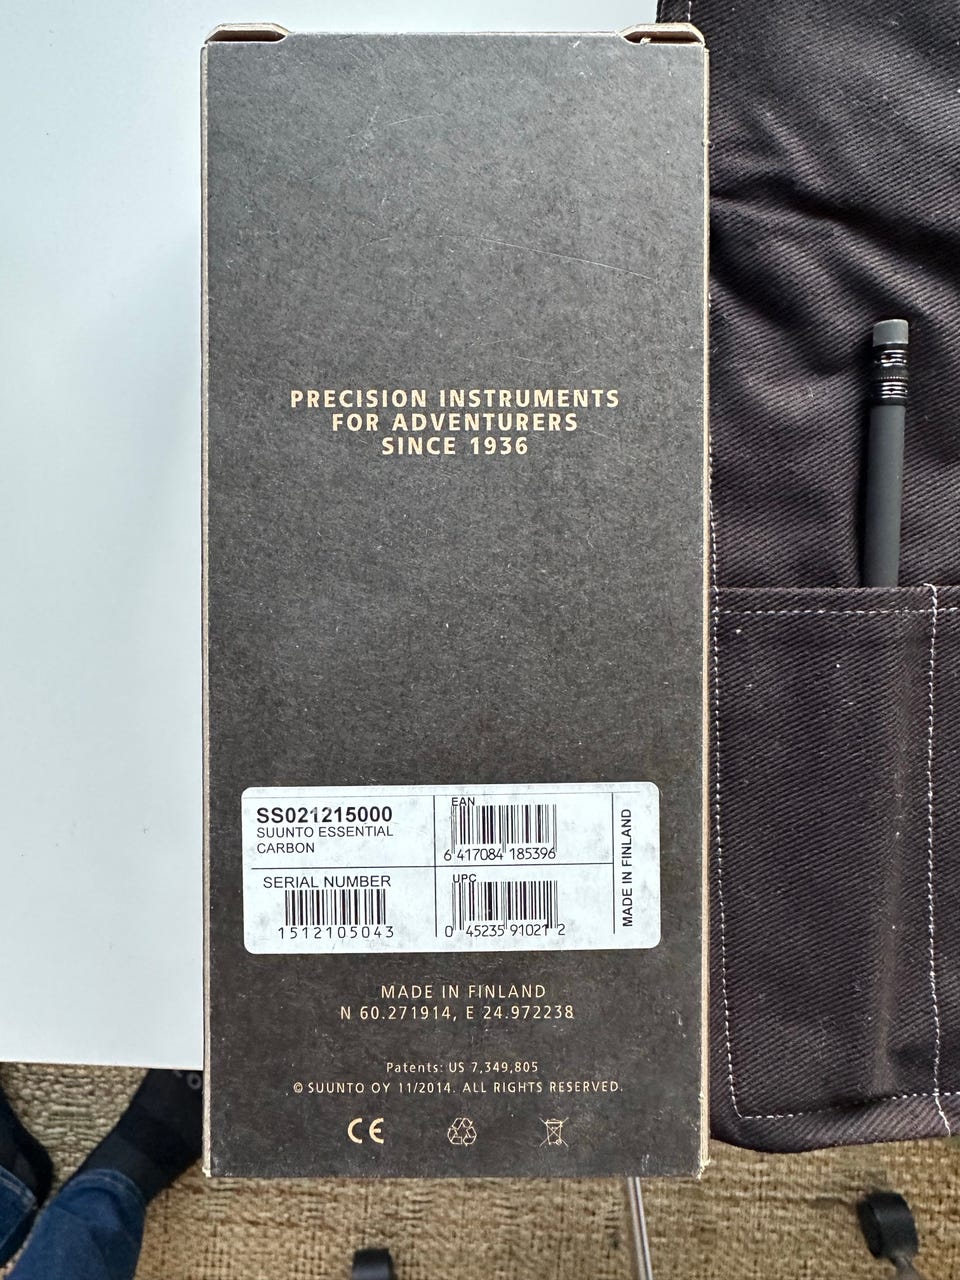 PRECISION INSTRUMENTS
FOR ADVENTURERS
SINCE 1936
SS021215000
SUUNTO ESSENTIAL
CARBON
EAN
6 417084 185396
SERIAL NUMBER
1512105043
UPC
0 45235 91021 2
MADE IN FINLAND
MADE IN FINLAND
N 60.271914, E 24.972238
Patents: US 7,349,805
© SUUNTO OY 11/2014. ALL RIGHTS RESERVED.
CE